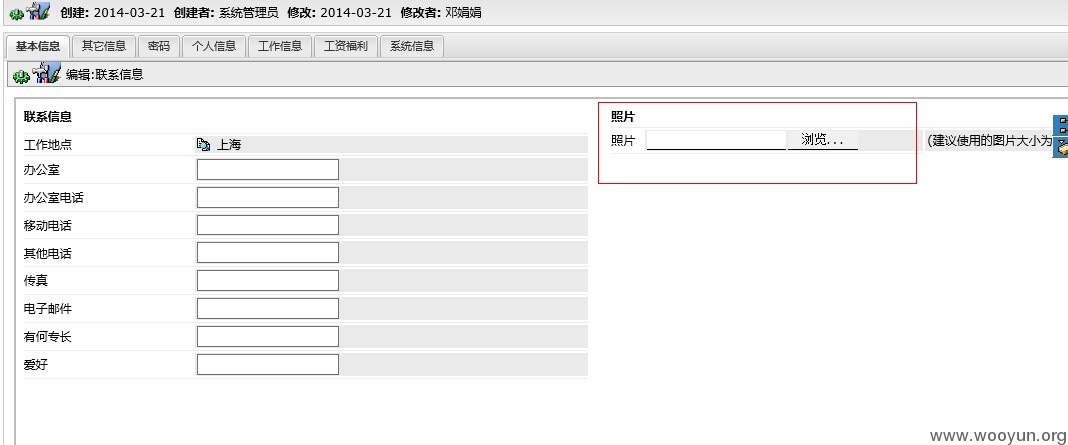 创建: 2014-03-21 创建者: 系统管理员 修改: 2014-03-21 修改者: 邓娟娟
基本信息 其它信息 密码 个人信息 工作信息 工资福利 系统信息
编辑:联系信息
联系信息
工作地点 上海
办公室
办公室电话
移动电话
其他电话
传真
电子邮件
有何专长
爱好
照片
照片 浏览... (建议使用的图片大小为
www.wooyun.org